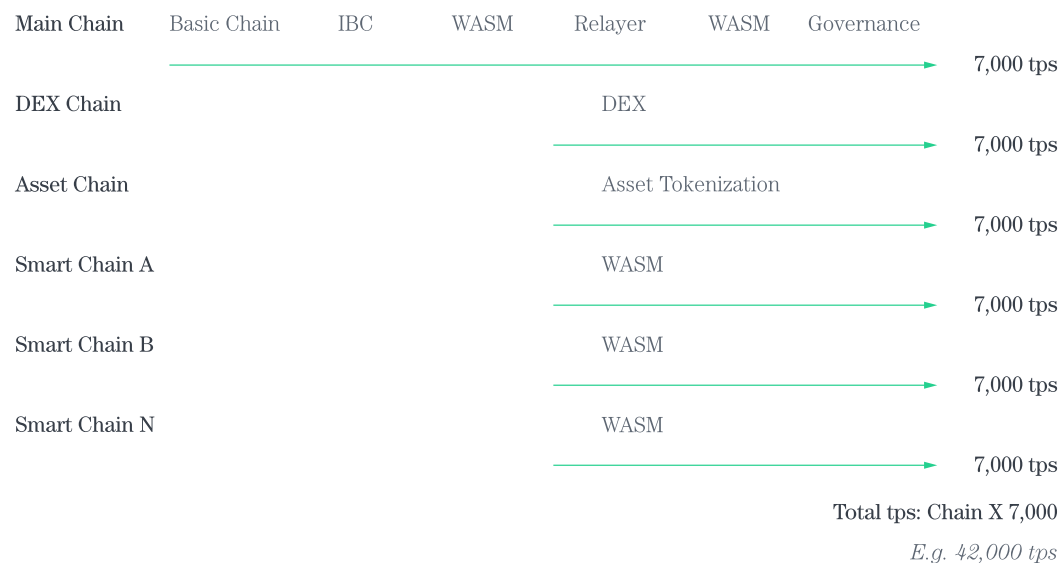 Main Chain Basic Chain IBC WASM Relayer WASM Governance
7,000 tps
DEX Chain DEX
7,000 tps
Asset Chain Asset Tokenization
7,000 tps
Smart Chain A WASM
7,000 tps
Smart Chain B WASM
7,000 tps
Smart Chain N WASM
7,000 tps
Total tps: Chain X 7,000
E.g. 42,000 tps